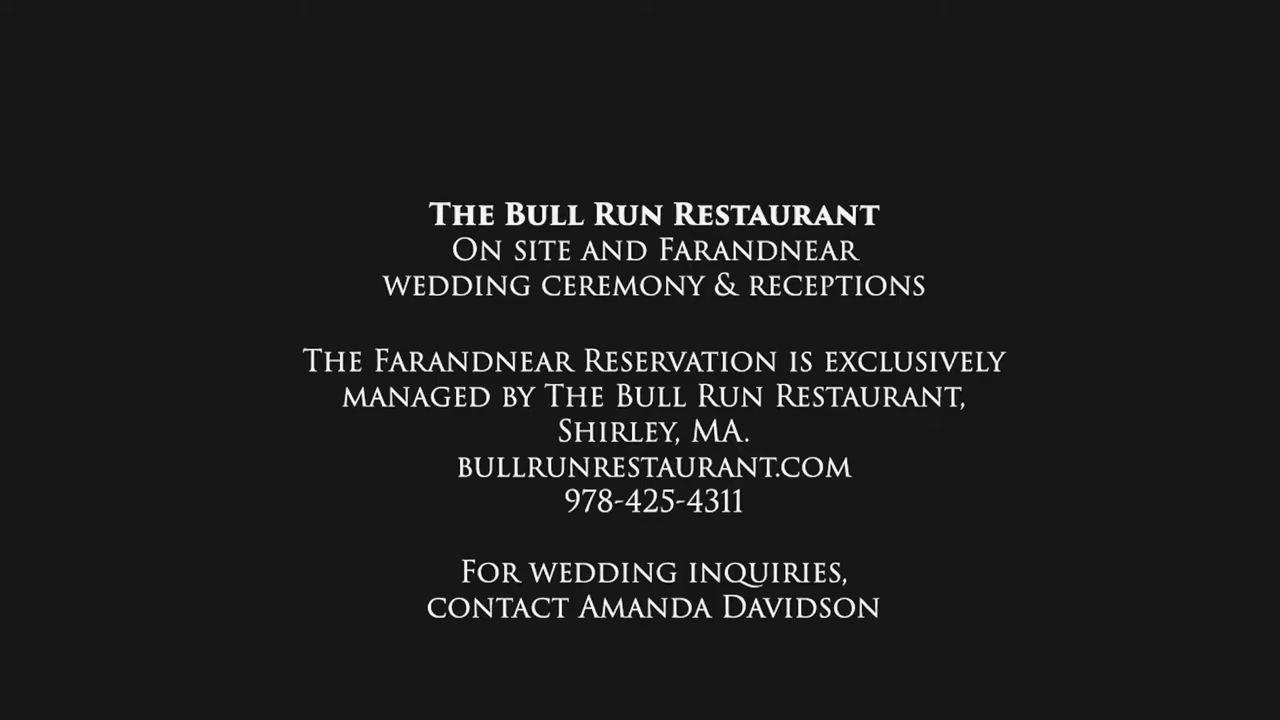 The Bull Run Restaurant
On site and Farandnear
wedding ceremony & receptions
The Farandnear Reservation is exclusively
managed by The Bull Run Restaurant,
Shirley, MA.
bullrunrestaurant.com
978-425-4311
For wedding inquiries,
contact Amanda Davidson